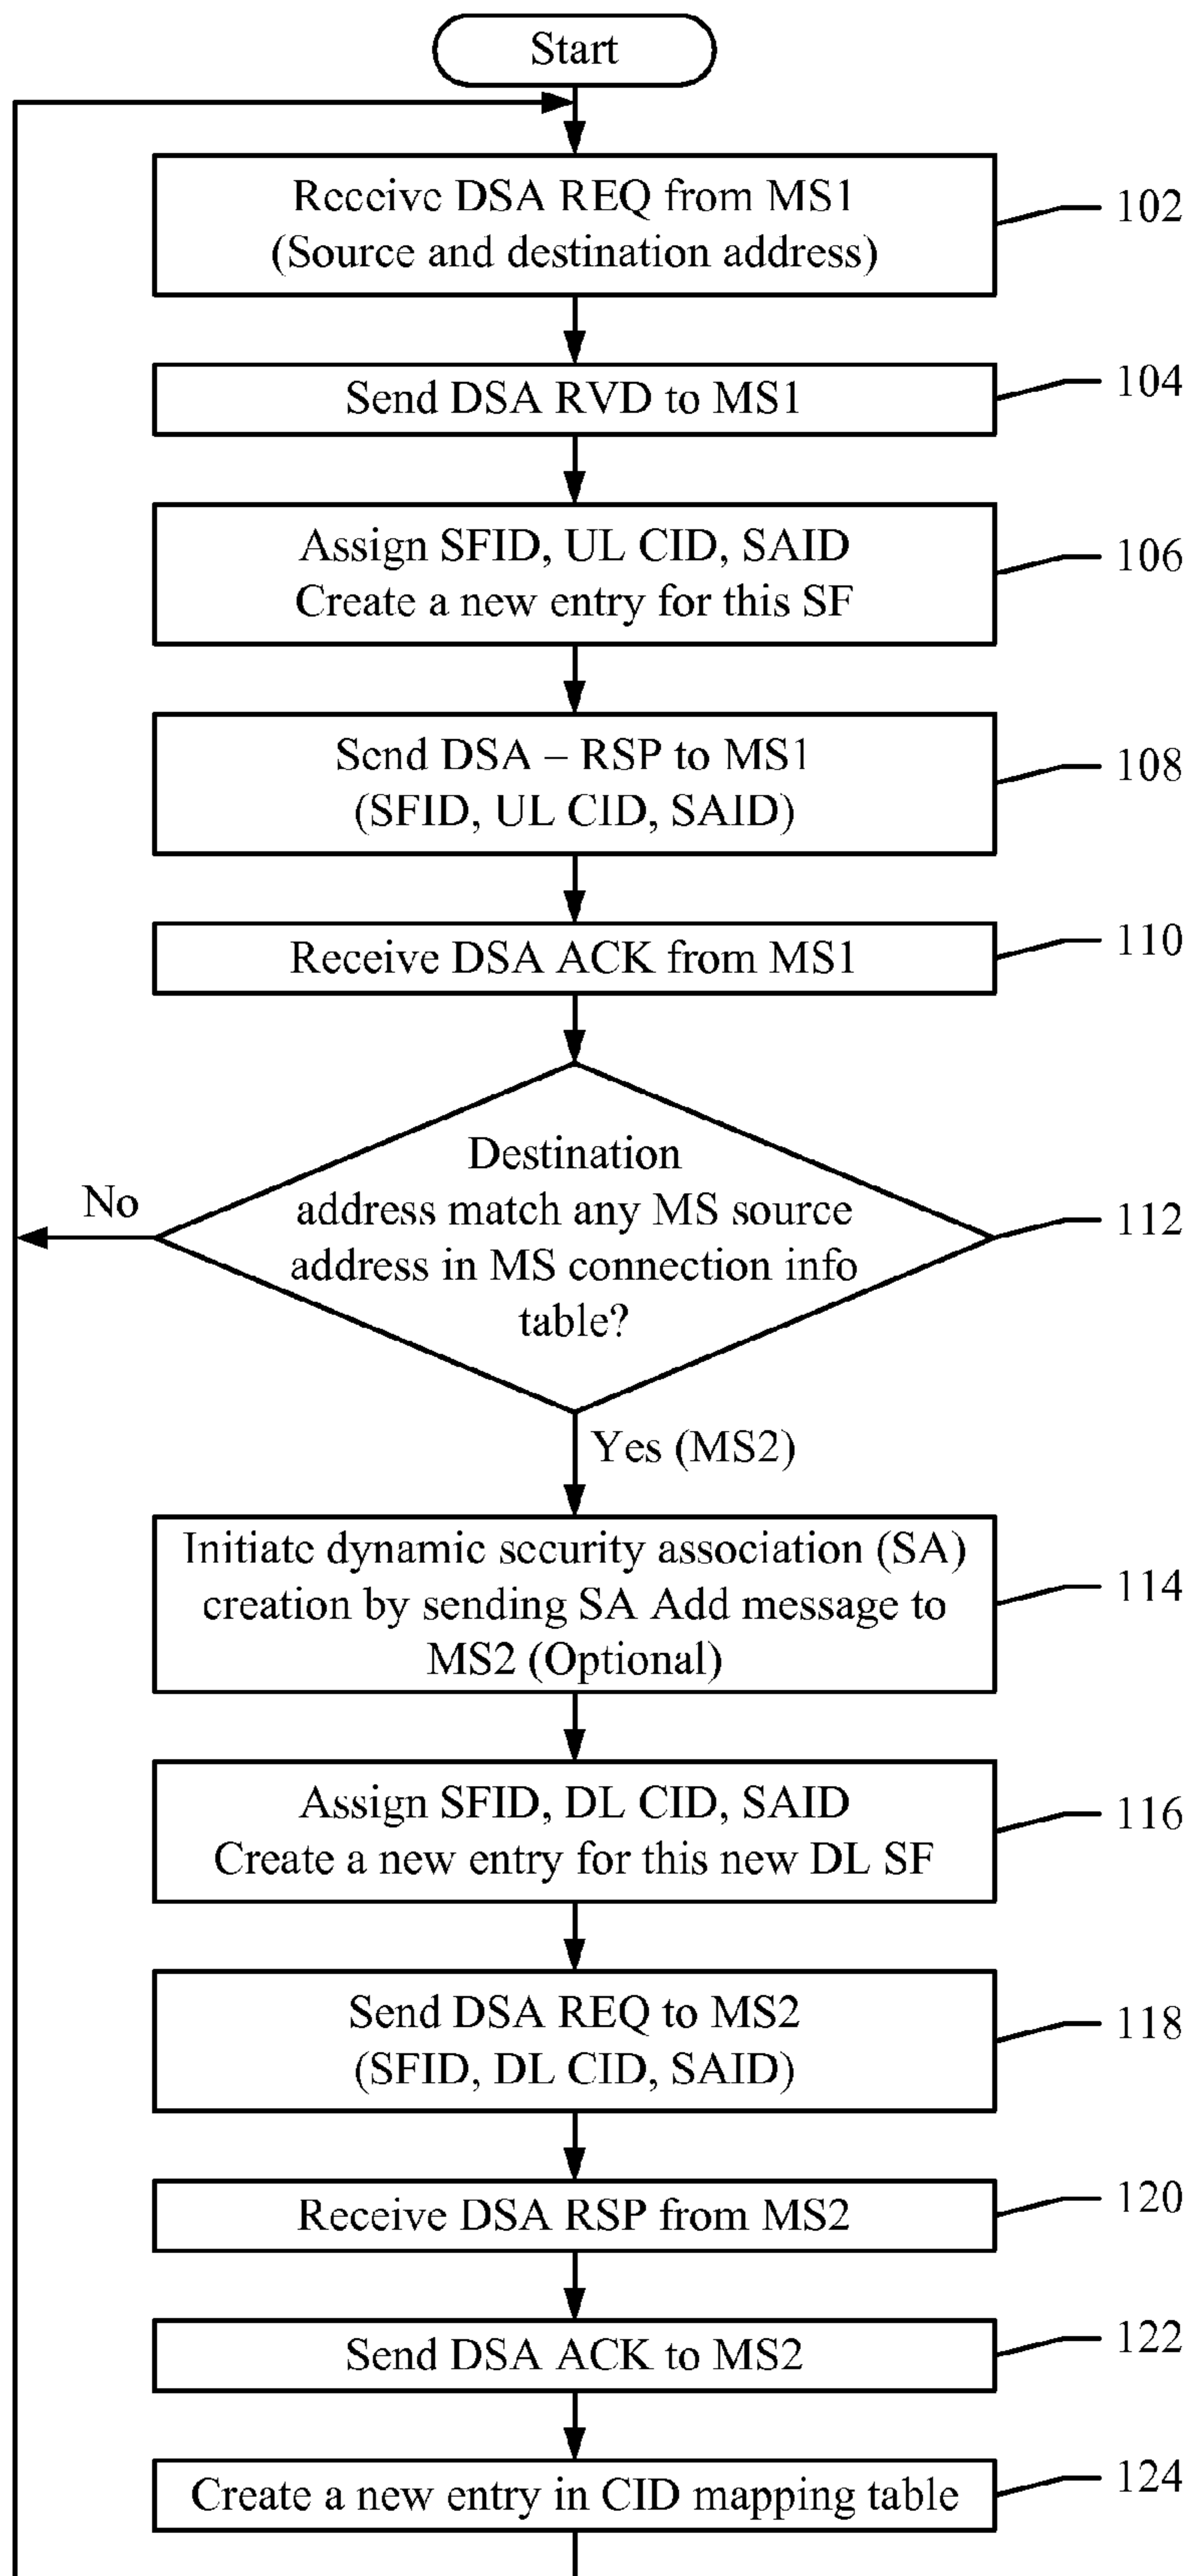 Start
Receive DSA REQ from MS1
(Source and destination address)
102
Send DSA RVD to MS1
104
Assign SFID, UL CID, SAID
Create a new entry for this SF
106
Send DSA – RSP to MS1
(SFID, UL CID, SAID)
108
Receive DSA ACK from MS1
110
Destination
address match any MS source
address in MS connection info
table?
112
No
Yes (MS2)
Initiate dynamic security association (SA)
creation by sending SA Add message to
MS2 (Optional)
114
Assign SFID, DL CID, SAID
Create a new entry for this new DL SF
116
Send DSA REQ to MS2
(SFID, DL CID, SAID)
118
Receive DSA RSP from MS2
120
Send DSA ACK to MS2
122
Create a new entry in CID mapping table
124